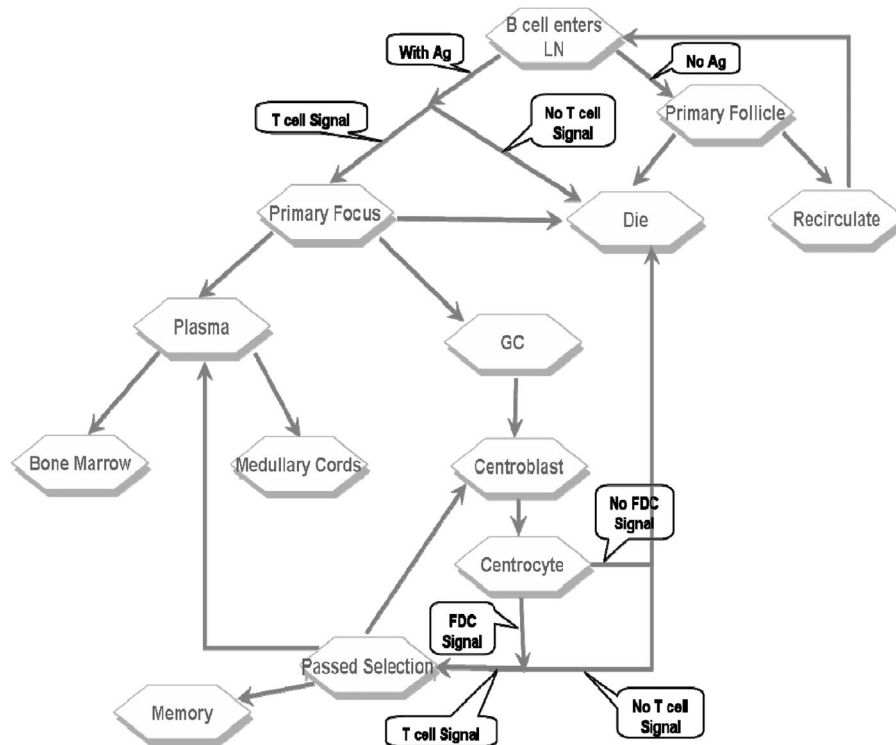 B cell enters
LN
With Ag
No Ag
T cell Signal
No T cell
Signal
Primary Follicle
Primary Focus
Die
Recirculate
Plasma
GC
Bone Marrow
Medullary Cords
Centroblast
No FDC
Signal
Centrocyte
FDC
Signal
Passed Selection
Memory
T cell Signal
No T cell
Signal